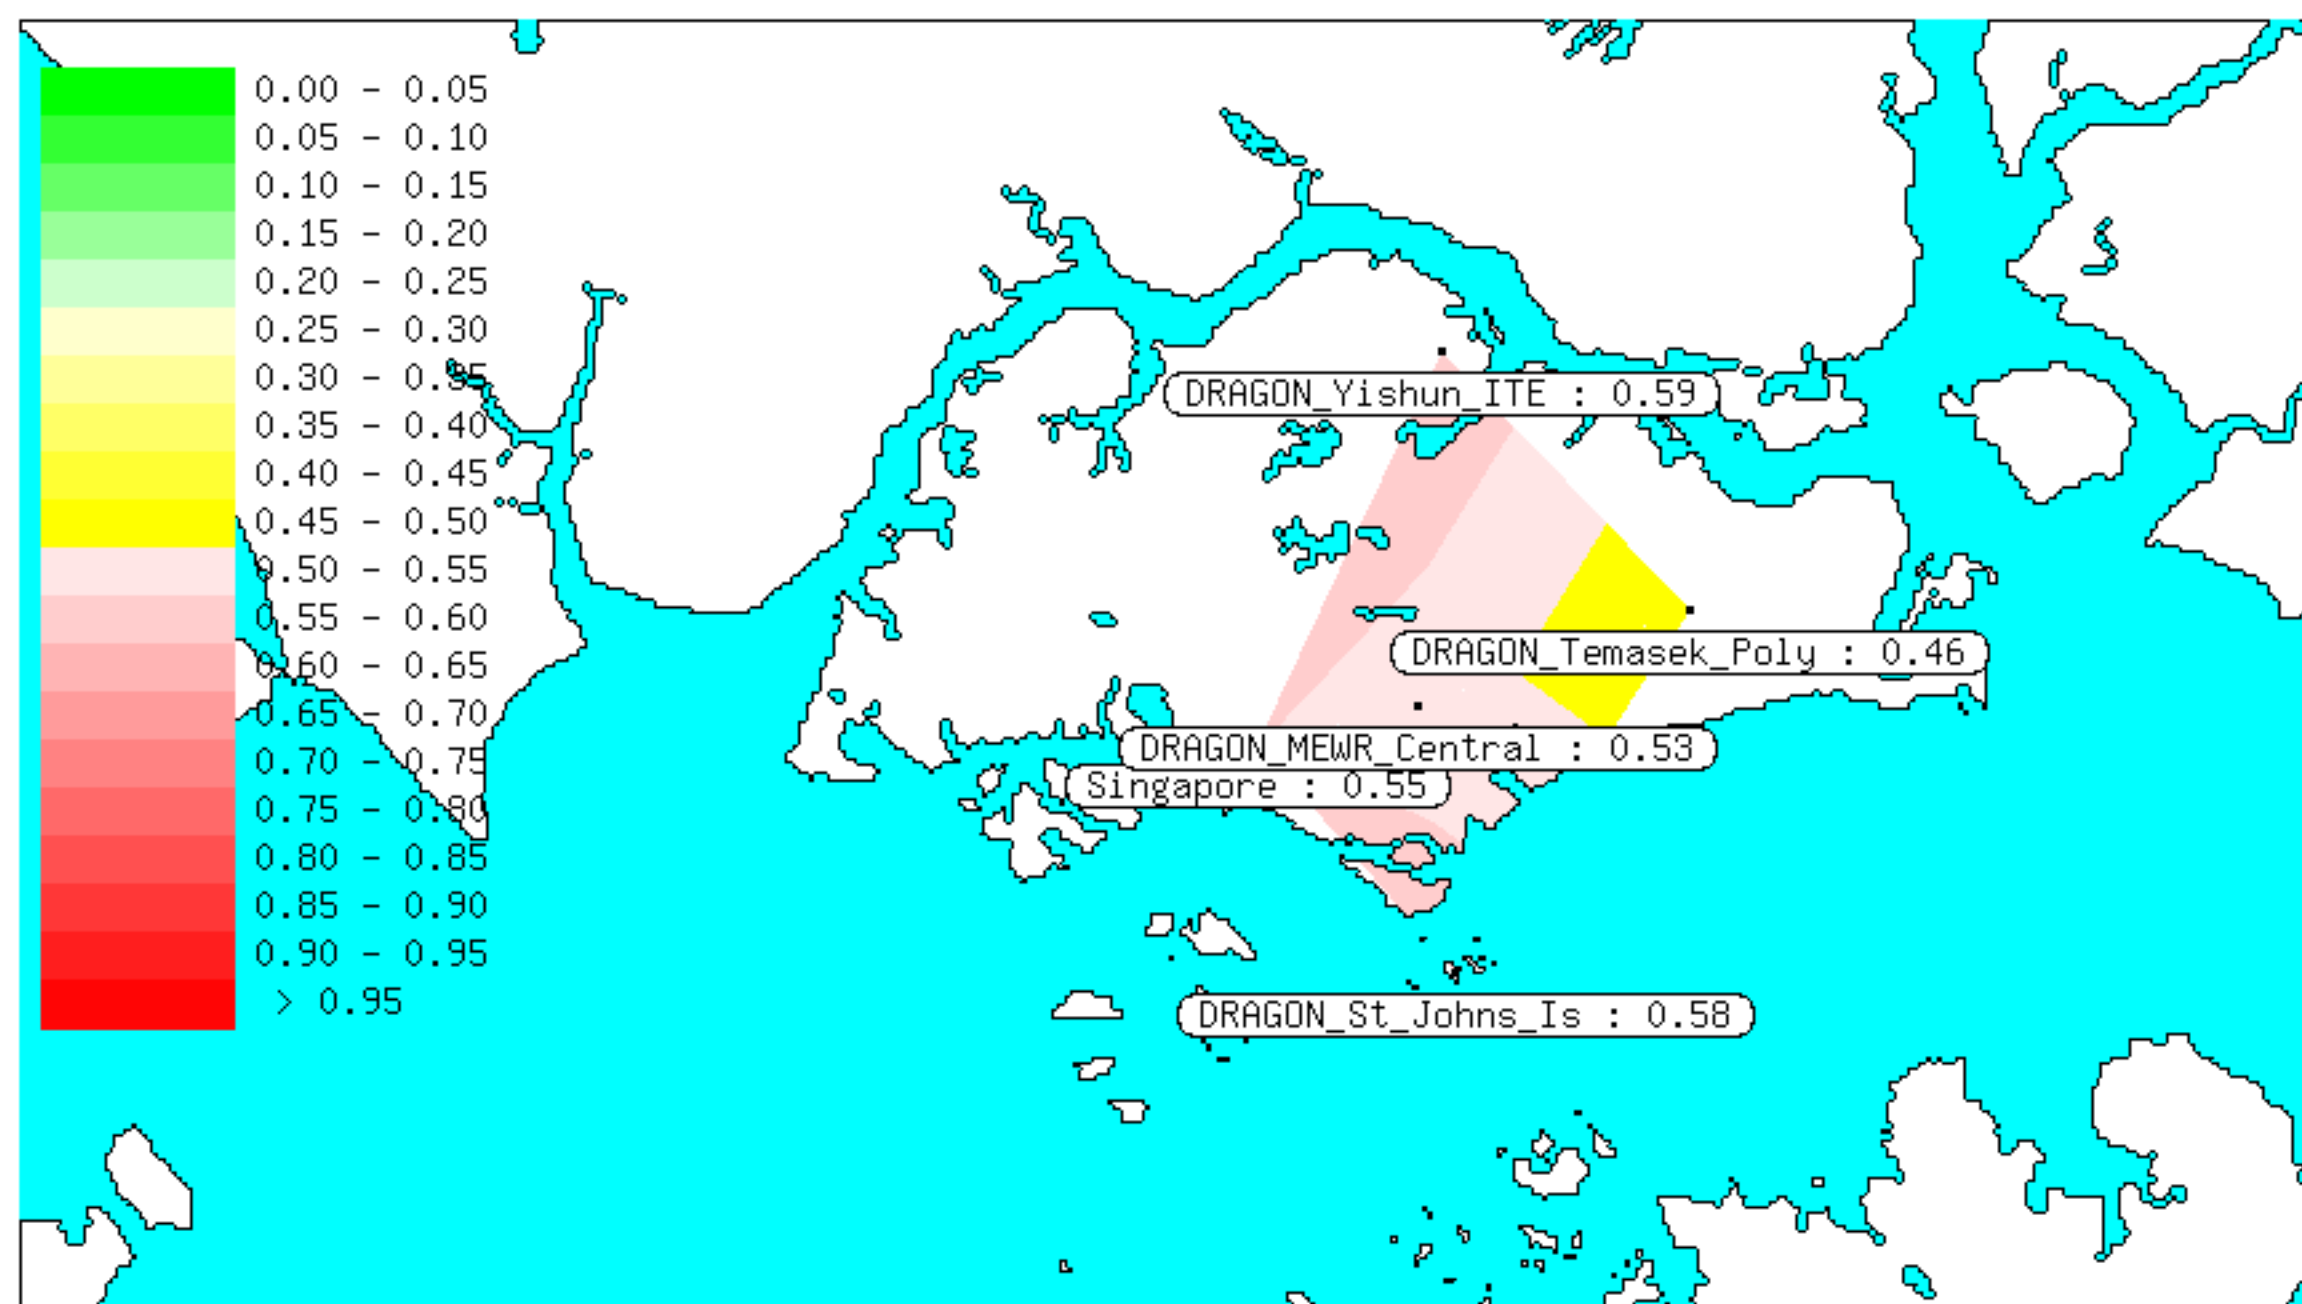 0.00 - 0.05
0.05 - 0.10
0.10 - 0.15
0.15 - 0.20
0.20 - 0.25
0.25 - 0.30
0.30 - 0.35
0.35 - 0.40
0.40 - 0.45
0.45 - 0.50
0.50 - 0.55
0.55 - 0.60
0.60 - 0.65
0.65 - 0.70
0.70 - 0.75
0.75 - 0.80
0.80 - 0.85
0.85 - 0.90
0.90 - 0.95
> 0.95
DRAGON_Yishun_ITE : 0.59
DRAGON_Temasek_Poly : 0.46
DRAGON_MEWR_Central : 0.53
Singapore : 0.55
DRAGON_St_Johns_Is : 0.58